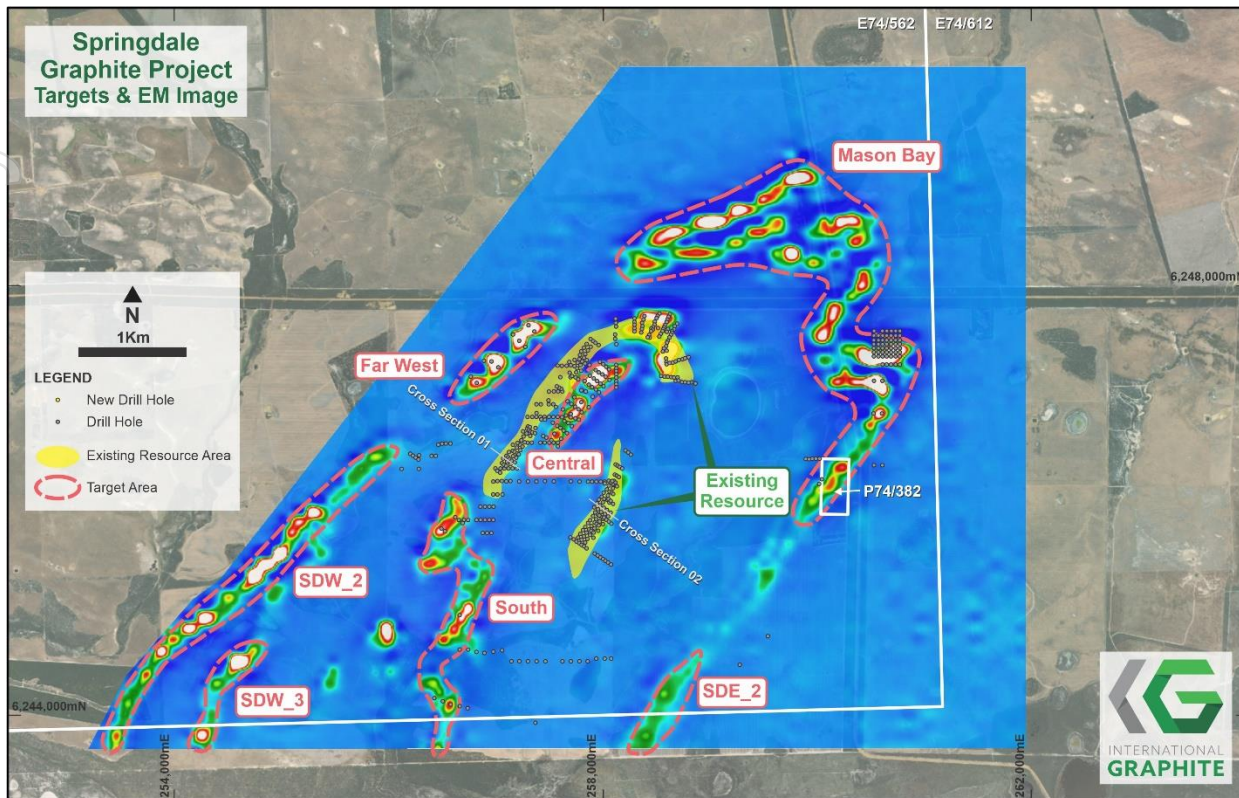 Springdale
Graphite Project
Targets & EM Image
E74/562
E74/612
Mason Bay
6,248,000mN
N
1Km
LEGEND
New Drill Hole
Drill Hole
Existing Resource Area
Target Area
Far West
Cross Section 01
Central
Existing
Resource
P74/382
Cross Section 02
SDW_2
South
SDW_3
SDE_2
6,244,000mN
254,000mE
258,000mE
262,000mE
INTERNATIONAL
GRAPHITE